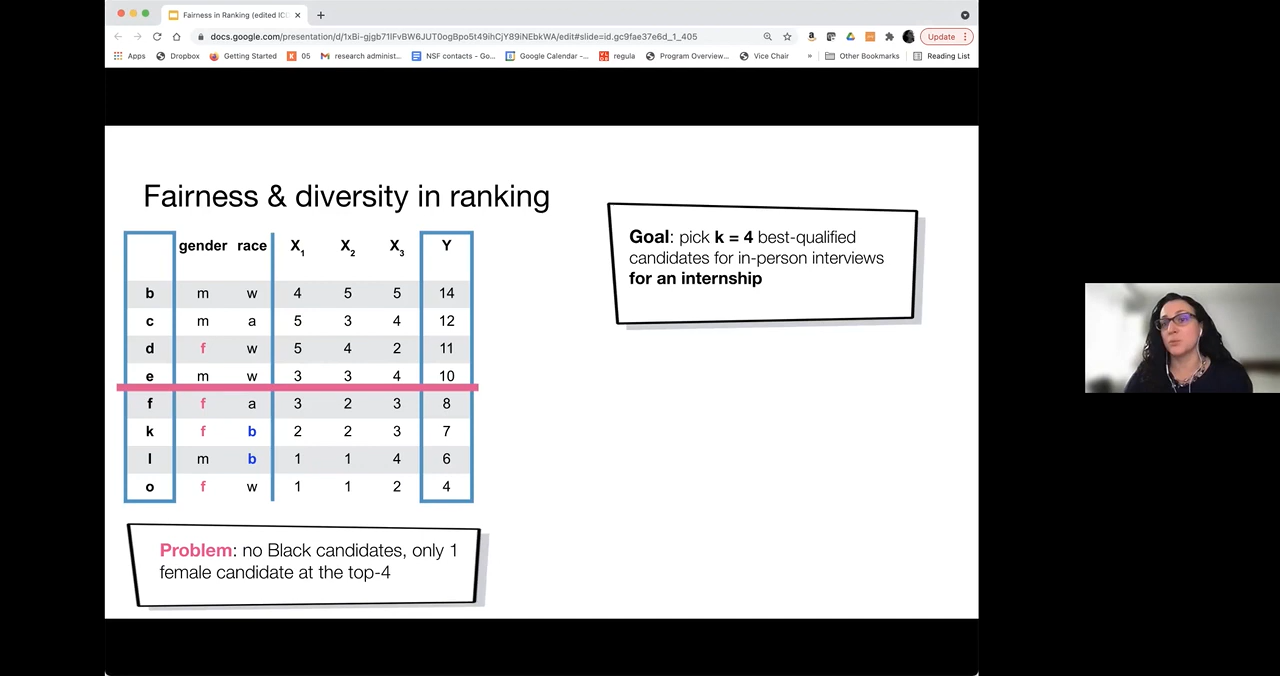 Fairness in Ranking (edited ICD
docs.google.com/presentation/d/1xBi-gjgb71IFvBW6JUT0ogBpo5t49ihCjY89iNEbkWA/edit#slide=id.gc9fae37e6d_1_405
Update
Apps Dropbox Getting Started 05 research administ... NSF contacts - Go... Google Calendar -... regula Program Overview... Vice Chair » Other Bookmarks Reading List
Fairness & diversity in ranking
gender race X1 X2 X3 Y
b m w 4 5 5 14
c m a 5 3 4 12
d f w 5 4 2 11
e m w 3 3 4 10
f f a 3 2 3 8
k f b 2 2 3 7
l m b 1 1 4 6
o f w 1 1 2 4
Goal: pick k = 4 best-qualified
candidates for in-person interviews
for an internship
Problem: no Black candidates, only 1
female candidate at the top-4